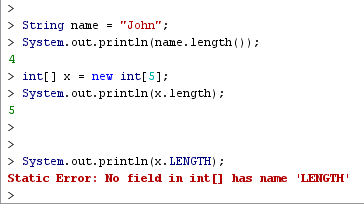 >
> String name = "John";
> System.out.println(name.length());
4
> int[] x = new int[5];
> System.out.println(x.length);
5
>
>
> System.out.println(x.LENGTH);
Static Error: No field in int[] has name 'LENGTH'
>